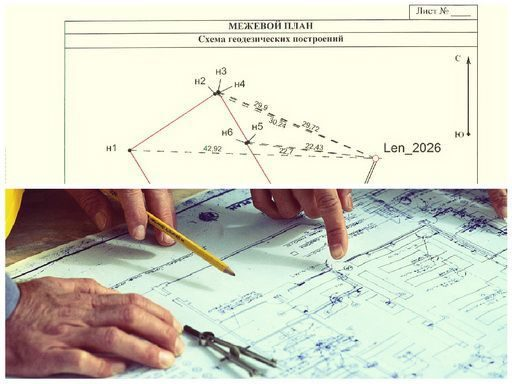 Лист №
МЕЖЕВОЙ ПЛАН
Схема геодезических построений
н3
н2
н4
С
29,9
30,24
29,72
н6
н5
Ю
н1
42,92
22,7
22,43
Len_2026